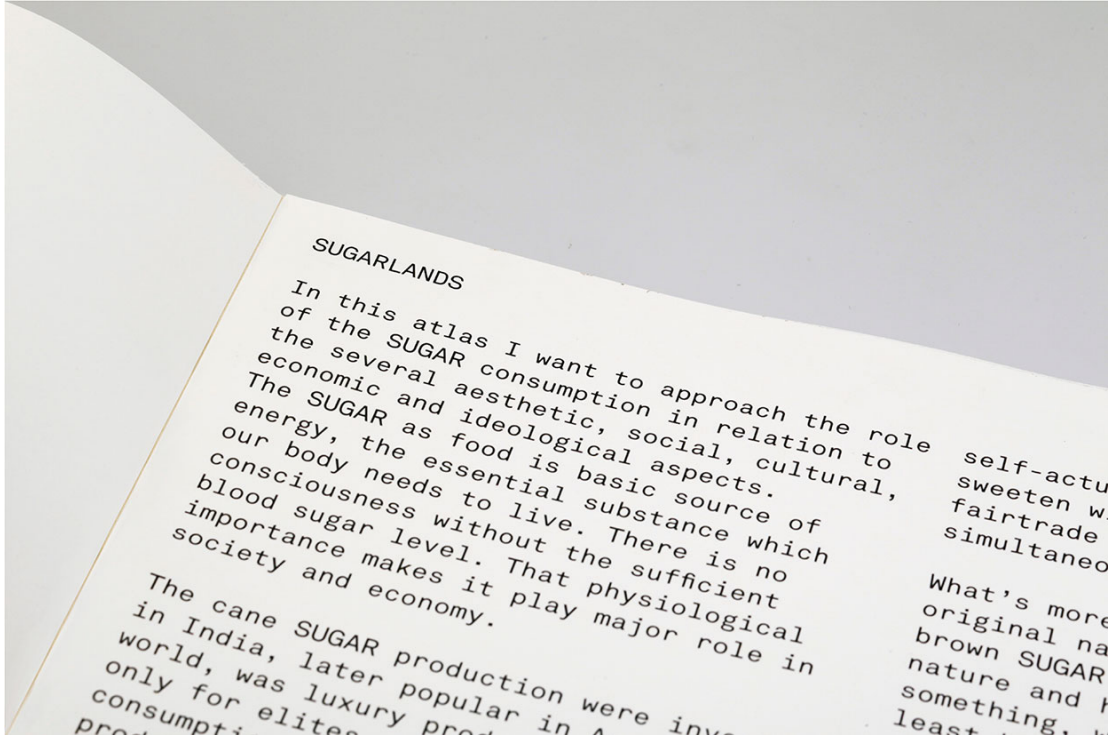 SUGARLANDS
In this atlas I want to approach the role
of the SUGAR consumption in relation to
the several aesthetic, social, cultural,
economic and ideological aspects.
The SUGAR as food is basic source of
energy, the essential substance which
our body needs to live. There is no
consciousness without the sufficient
blood sugar level. That physiological
importance makes it play major role in
society and economy.
The cane SUGAR production were
in India, later popular in
world, was luxury
only for elites
self-actu
sweeten
fairtrade
simultaneo
What's more
original na
brown SUGAR
nature and
something,
least